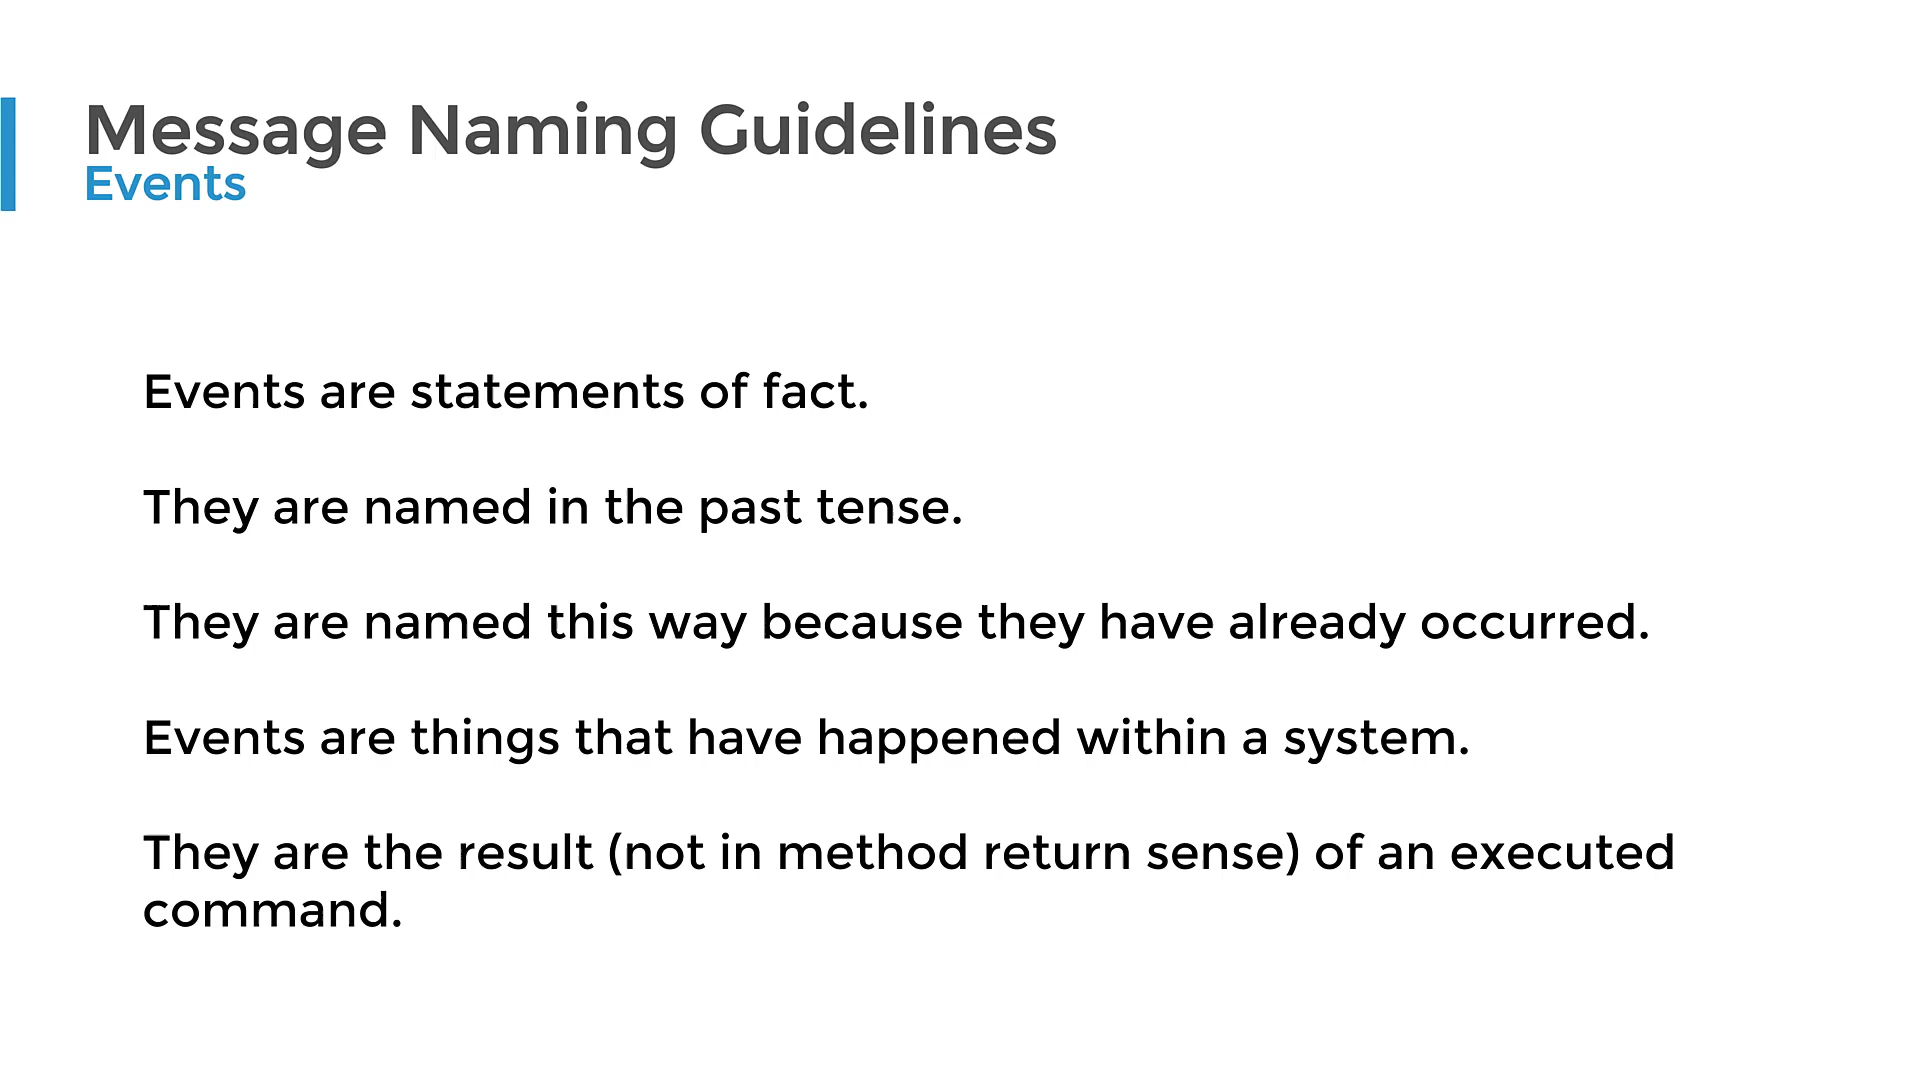 Message Naming Guidelines
Events
Events are statements of fact.
They are named in the past tense.
They are named this way because they have already occurred.
Events are things that have happened within a system.
They are the result (not in method return sense) of an executed
command.